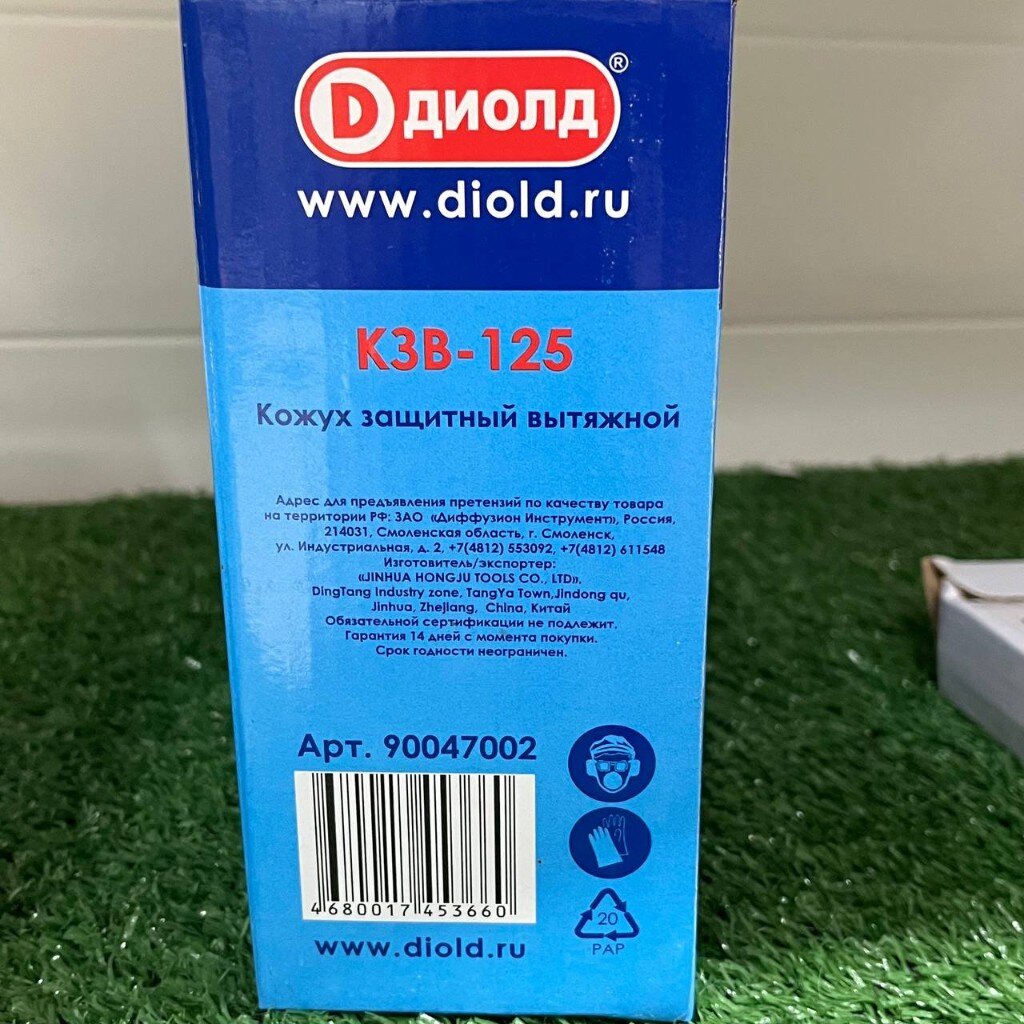 D ДИОЛД ®
www.diold.ru
КЗВ-125
Кожух защитный вытяжной
Адрес для предъявления претензий по качеству товара
на территории РФ: ЗАО «Диффузион Инструмент», Россия,
214031, Смоленская область, г. Смоленск,
ул. Индустриальная, д. 2, +7(4812) 553092, +7(4812) 611548
Изготовитель/экспортер:
«JINHUA HONGJU TOOLS CO., LTD»,
DingTang Industry zone, TangYa Town,Jindong qu,
Jinhua, Zhejiang, China, Китай
Обязательной сертификации не подлежит.
Гарантия 14 дней с момента покупки.
Срок годности неограничен.
Арт. 90047002
4680017453660
20
PAP
www.diold.ru